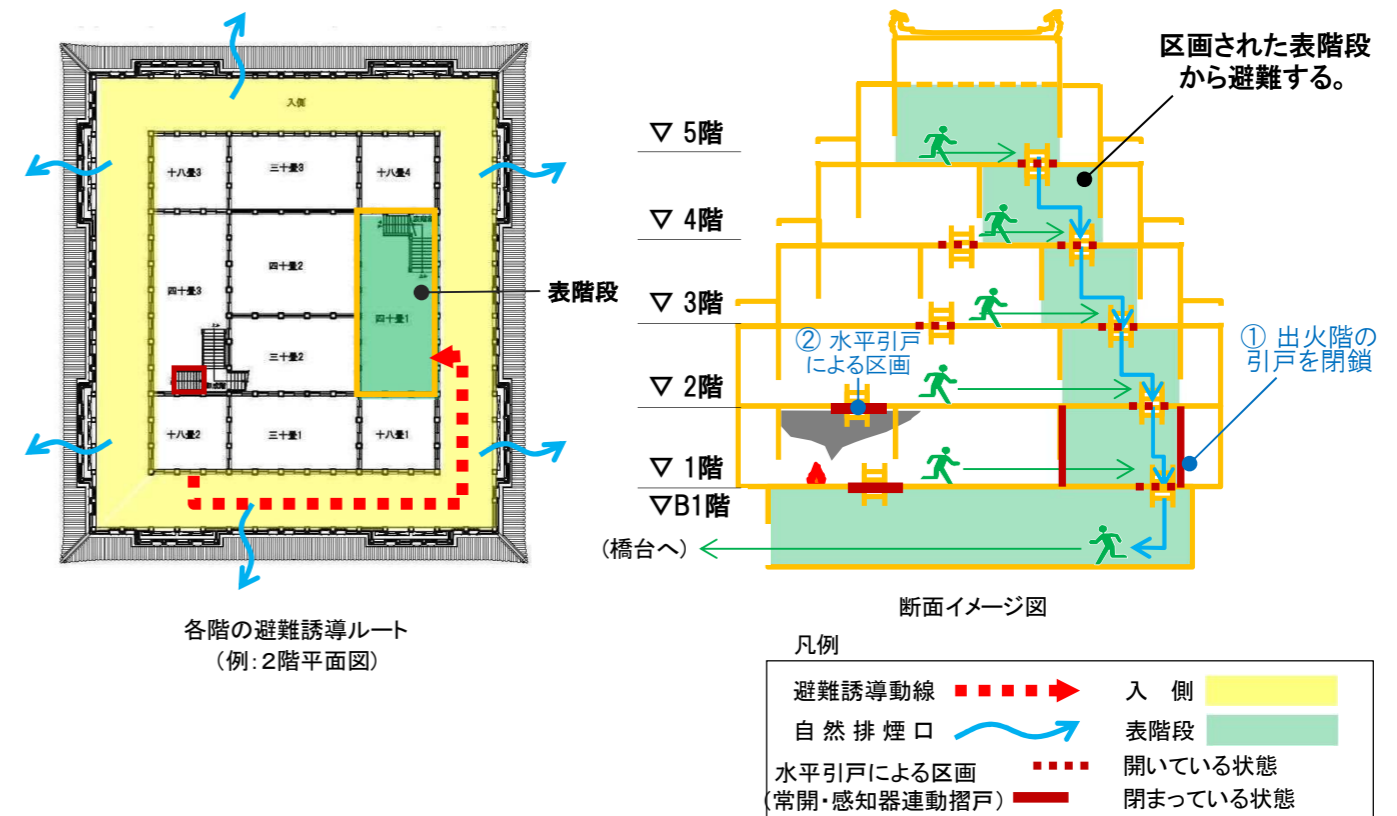 入側
十八畳3
三十畳3
十八畳4
四十畳3
四十畳2
四十畳1
三十畳2
十八畳2
三十畳1
十八畳1
表階段
各階の避難誘導ルート
(例:2階平面図)
区画された表階段
から避難する。
▽ 5階
▽ 4階
▽ 3階
▽ 2階
▽ 1階
▽B1階
② 水平引戸
による区画
① 出火階の
引戸を閉鎖
(橋台へ)
断面イメージ図
凡例
避難誘導動線
入 側
自然排煙口
表階段
水平引戸による区画
(常開・感知器連動摺戸)
開いている状態
閉まっている状態